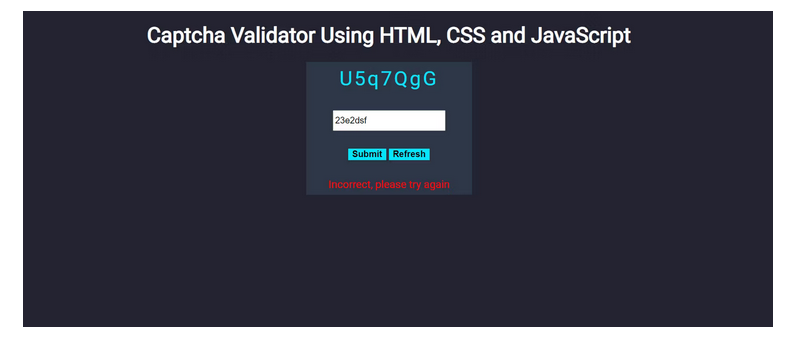 Captcha Validator Using HTML, CSS and JavaScript
U5q7QgG
23e2dsf
Submit Refresh
Incorrect, please try again